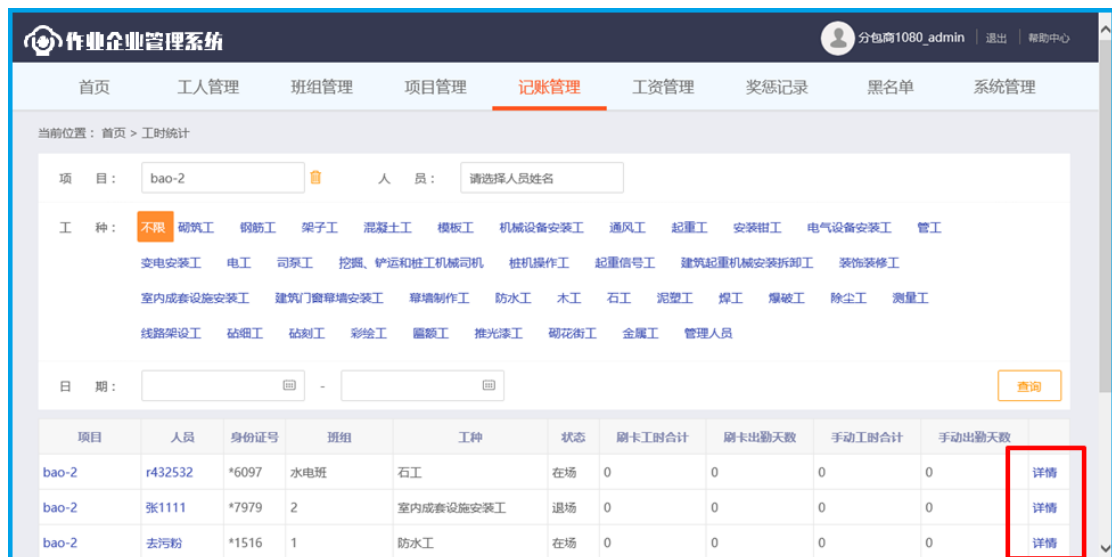 作业企业管理系统
分包商1080_admin 退出 帮助中心
首页 工人管理 班组管理 项目管理 记账管理 工资管理 奖惩记录 黑名单 系统管理
当前位置： 首页 > 工时统计
项 目： bao-2 人 员： 请选择人员姓名
工 种： 不限 砌筑工 钢筋工 架子工 混凝土工 模板工 机械设备安装工 通风工 起重工 安装钳工 电气设备安装工 管工
变电安装工 电工 司泵工 挖掘、铲运和桩工机械司机 桩机操作工 起重信号工 建筑起重机械安装拆卸工 装饰装修工
室内成套设施安装工 建筑门窗幕墙安装工 幕墙制作工 防水工 木工 石工 泥塑工 焊工 爆破工 除尘工 测量工
线路架设工 砧细工 砧刻工 彩绘工 匾额工 推光漆工 砌花街工 金属工 管理人员
日 期： - 查询
项目 人员 身份证号 班组 工种 状态 刷卡工时合计 刷卡出勤天数 手动工时合计 手动出勤天数
bao-2 r432532 *6097 水电班 石工 在场 0 0 0 0 详情
bao-2 张1111 *7979 2 室内成套设施安装工 退场 0 0 0 0 详情
bao-2 去污粉 *1516 1 防水工 在场 0 0 0 0 详情